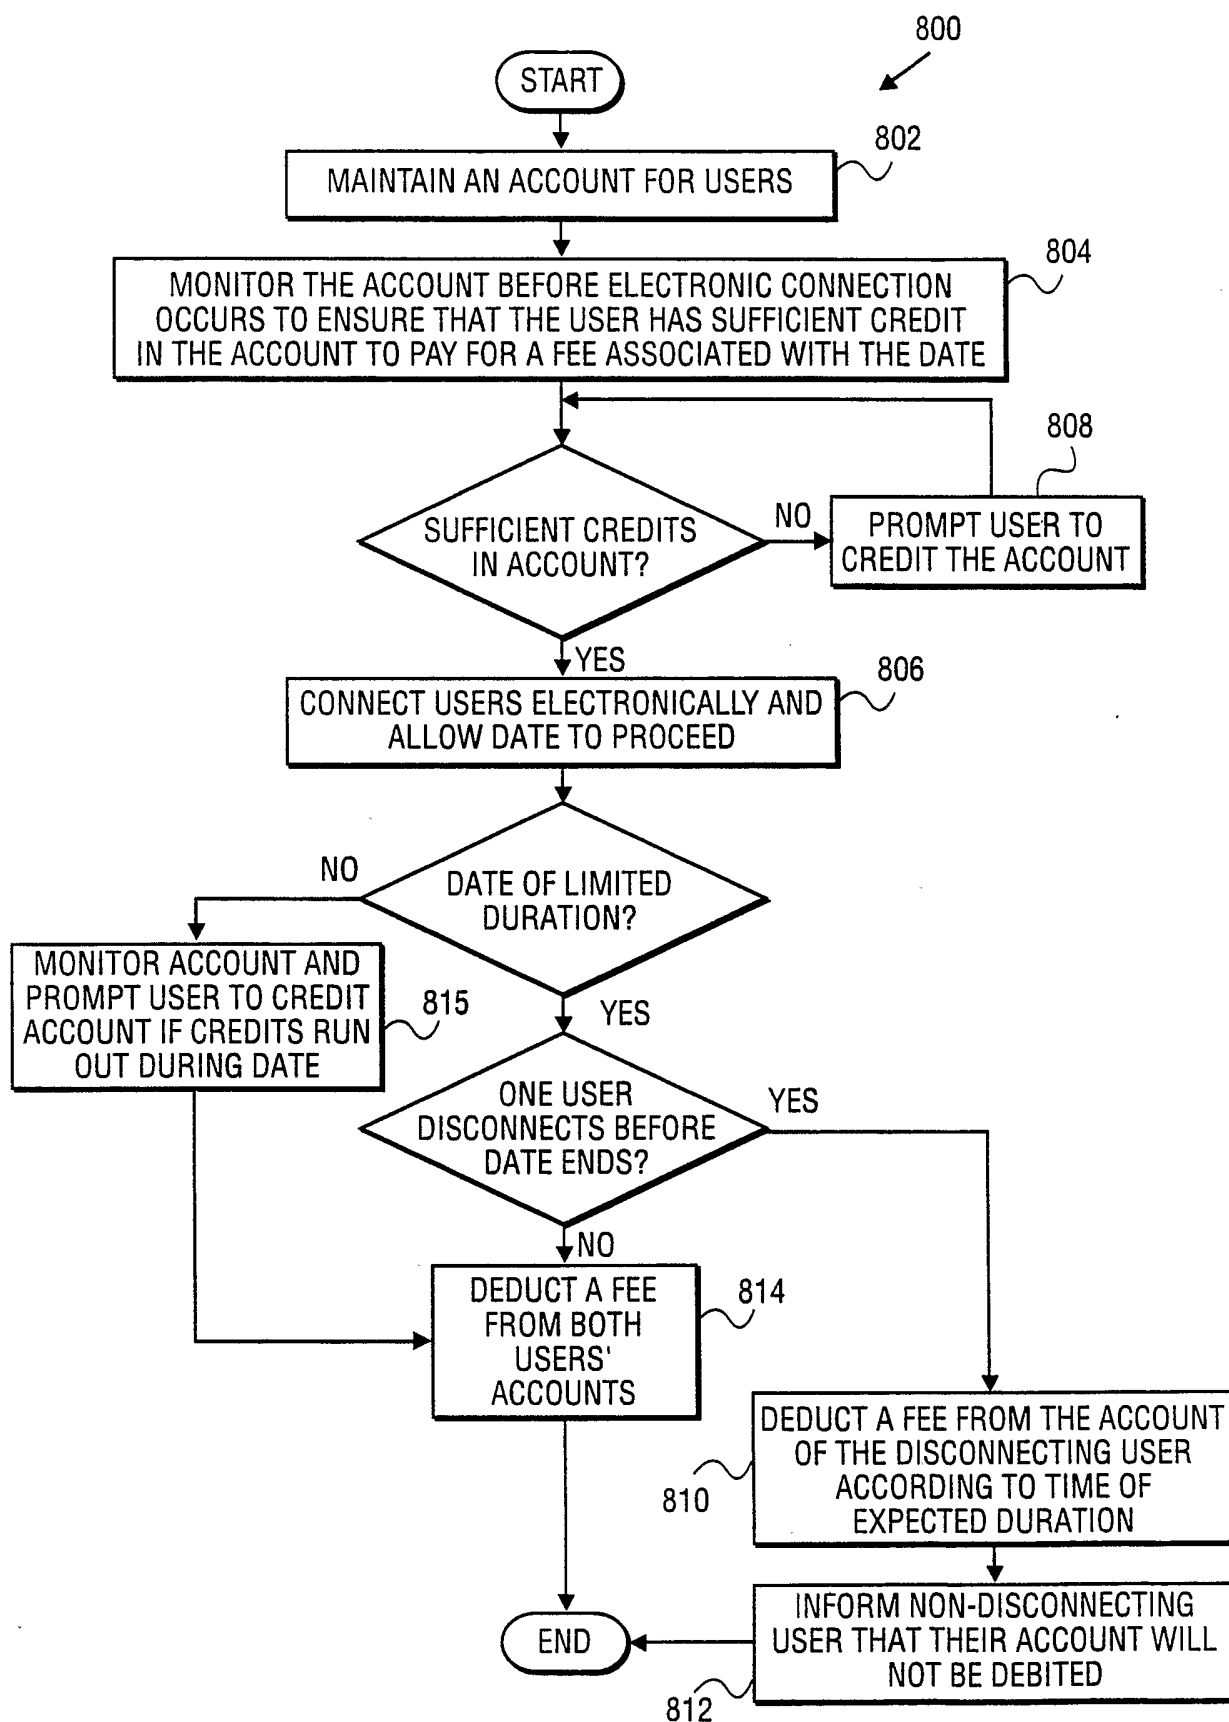 800
START
802
MAINTAIN AN ACCOUNT FOR USERS
804
MONITOR THE ACCOUNT BEFORE ELECTRONIC CONNECTION
OCCURS TO ENSURE THAT THE USER HAS SUFFICIENT CREDIT
IN THE ACCOUNT TO PAY FOR A FEE ASSOCIATED WITH THE DATE
808
SUFFICIENT CREDITS
IN ACCOUNT?
NO
PROMPT USER TO
CREDIT THE ACCOUNT
YES
806
CONNECT USERS ELECTRONICALLY AND
ALLOW DATE TO PROCEED
NO
DATE OF LIMITED
DURATION?
MONITOR ACCOUNT AND
PROMPT USER TO CREDIT
ACCOUNT IF CREDITS RUN
OUT DURING DATE
815
YES
ONE USER
DISCONNECTS BEFORE
DATE ENDS?
YES
NO
DEDUCT A FEE
FROM BOTH
USERS'
ACCOUNTS
814
DEDUCT A FEE FROM THE ACCOUNT
OF THE DISCONNECTING USER
ACCORDING TO TIME OF
EXPECTED DURATION
810
INFORM NON-DISCONNECTING
USER THAT THEIR ACCOUNT WILL
NOT BE DEBITED
812
END